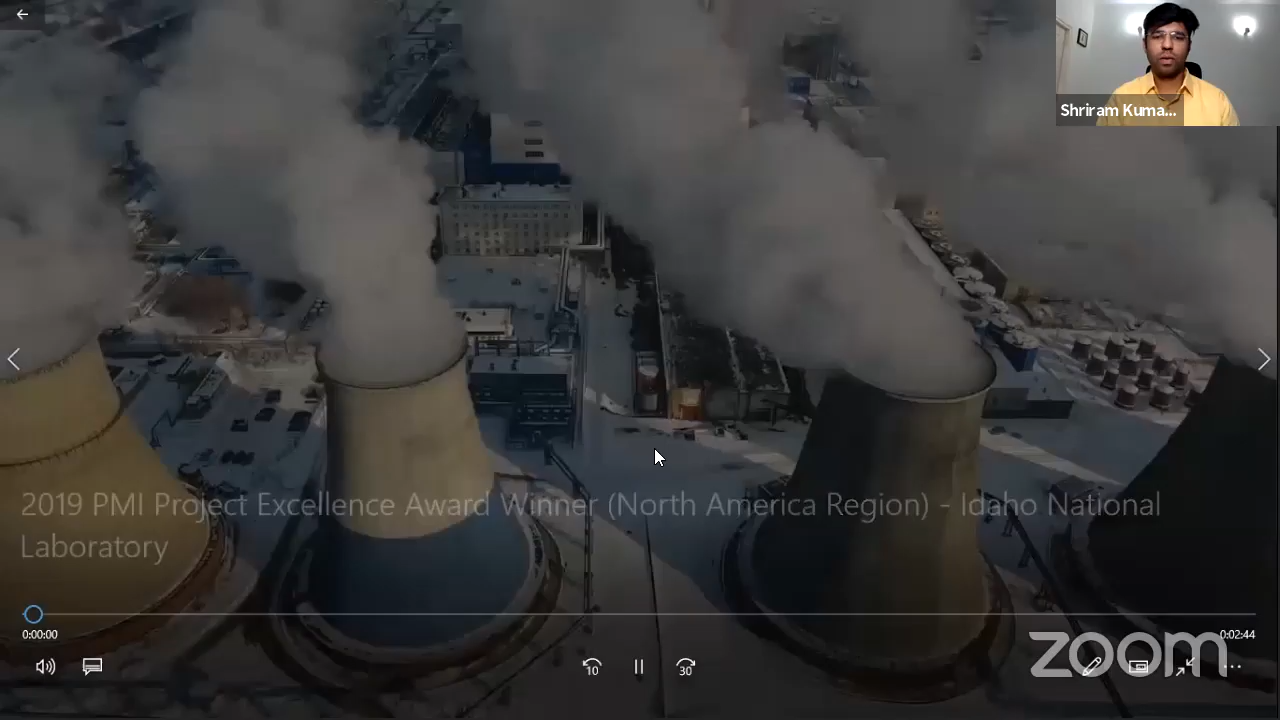 Shriram Kuma...
2019 PMI Project Excellence Award Winner (North America Region) - Idaho National
Laboratory
0:00:00
0:02:44
10
30
zoom